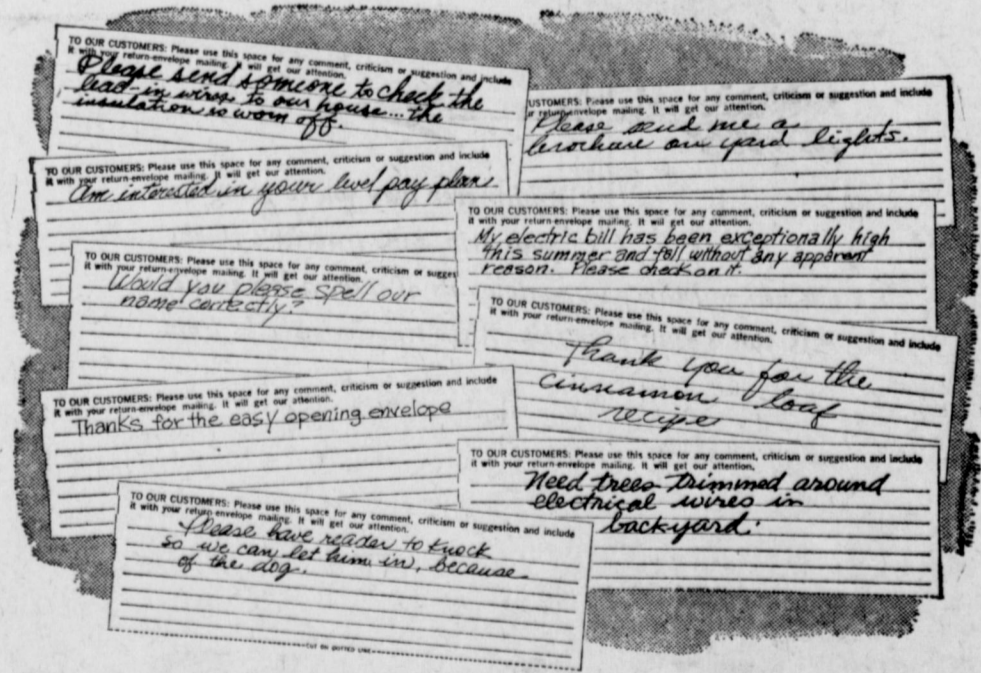 TO OUR CUSTOMERS: Please use this space for any comment, criticism or suggestion and include
it with your return-envelope mailing. It will get our attention.
Please send someone to check the
lead-in wires to our house... the
insulation so worn off.
USTOMERS: Please use this space for any comment, criticism or suggestion and include
r return-envelope mailing. It will get our attention.
Please send me a
brochure on yard lights.
TO OUR CUSTOMERS: Please use this space for any comment, criticism or suggestion and include
it with your return-envelope mailing. It will get our attention.
Am interested in your level pay plan
TO OUR CUSTOMERS: Please use this space for any comment, criticism or suggestion and include
it with your return-envelope mailing. It will get our attention.
My electric bill has been exceptionally high
this summer and fall without any apparent
reason. Please check on it.
TO OUR CUSTOMERS: Please use this space for any comment, criticism or sugges
it with your return-envelope mailing. It will get our attention.
Would you please spell our
name correctly?
TO OUR CUSTOMERS: Please use this space for any comment, criticism or suggestion and include
it with your return-envelope mailing. It will get our attention.
Thank you for the
cinnamon loaf
recipe
TO OUR CUSTOMERS: Please use this space for any comment, criticism or suggestion and include
it with your return-envelope mailing. It will get our attention.
Thanks for the easy opening envelope
TO OUR CUSTOMERS: Please use this space for any comment, criticism or suggestion and include
it with your return-envelope mailing. It will get our attention.
Need trees trimmed around
electrical wires in
backyard.
TO OUR CUSTOMERS: Please use this space for any comment, criticism or suggestion and include
it with your return-envelope mailing. It will get our attention.
Please have reader to knock
so we can let him in, because
of the dog.
CUT ON DOTTED LINE